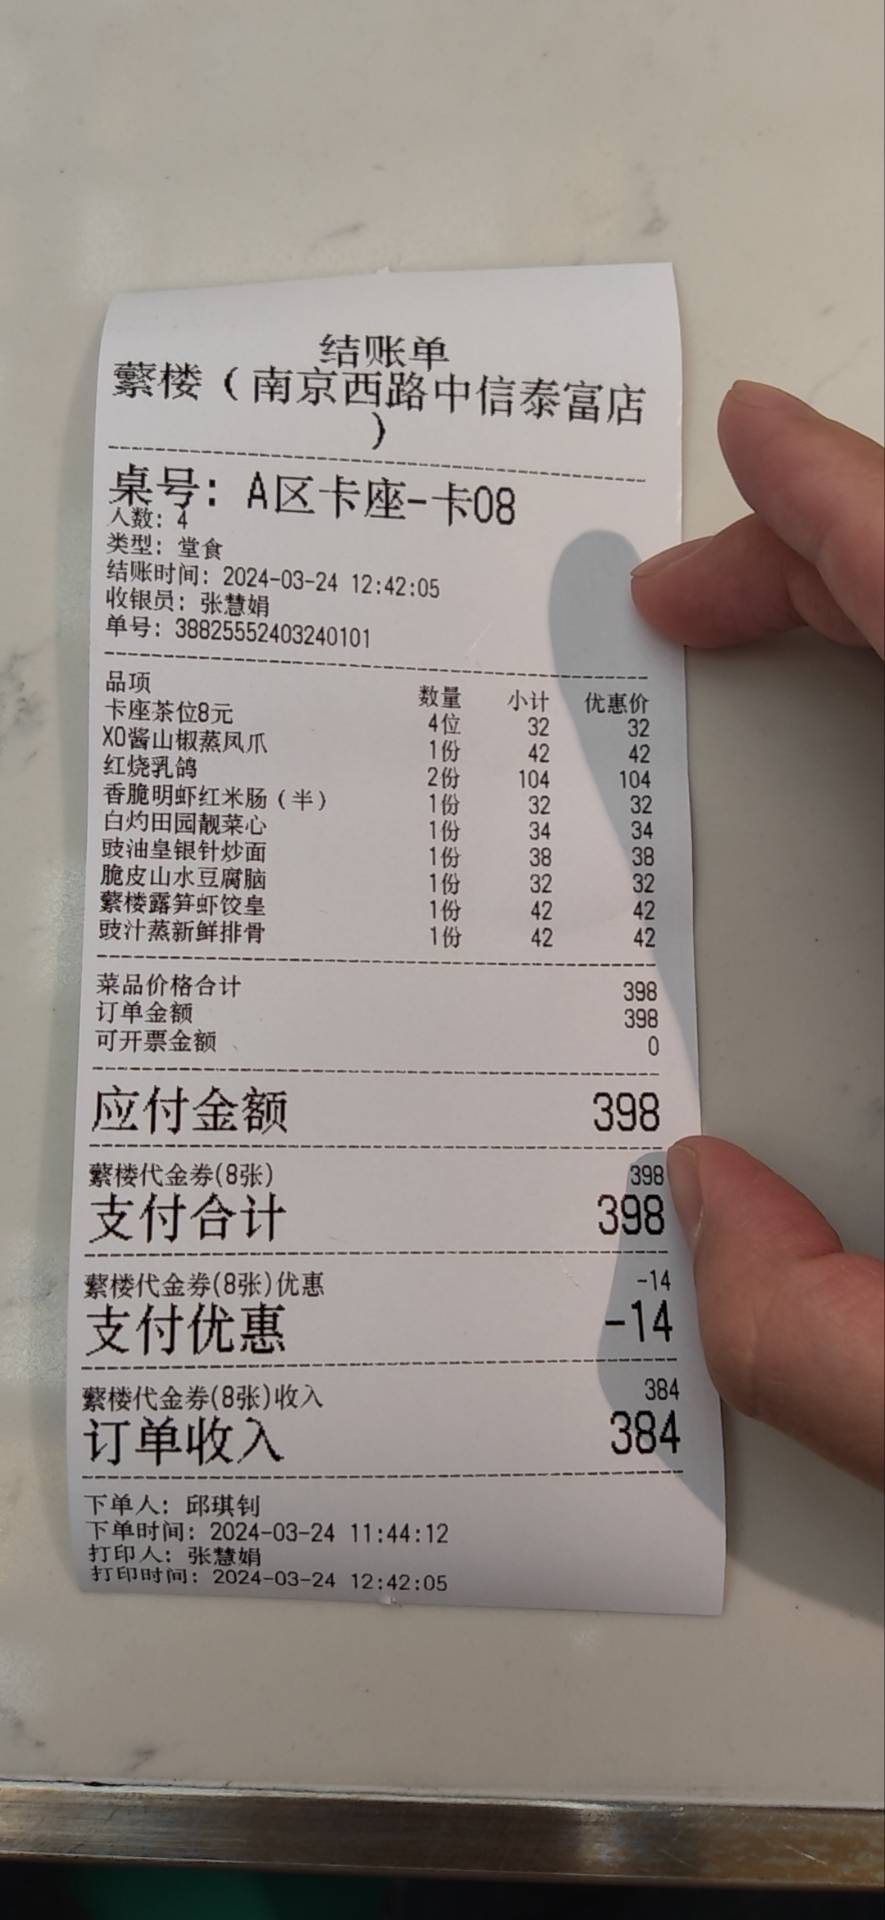 结账单
蘩楼（南京西路中信泰富店
）
桌号：A区卡座-卡08
人数：4
类型：堂食
结账时间：2024-03-24 12:42:05
收银员：张慧娟
单号：38825552403240101
品项 数量 小计 优惠价
卡座茶位8元 4位 32 32
XO酱山椒蒸凤爪 1份 42 42
红烧乳鸽 2份 104 104
香脆明虾红米肠（半） 1份 32 32
白灼田园靓菜心 1份 34 34
豉油皇银针炒面 1份 38 38
脆皮山水豆腐脑 1份 32 32
蘩楼露笋虾饺皇 1份 42 42
豉汁蒸新鲜排骨 1份 42 42
菜品价格合计 398
订单金额 398
可开票金额 0
应付金额 398
蘩楼代金券(8张) 398
支付合计 398
蘩楼代金券(8张)优惠 -14
支付优惠 -14
蘩楼代金券(8张)收入 384
订单收入 384
下单人：邱琪钊
下单时间：2024-03-24 11:44:12
打印人：张慧娟
打印时间：2024-03-24 12:42:05